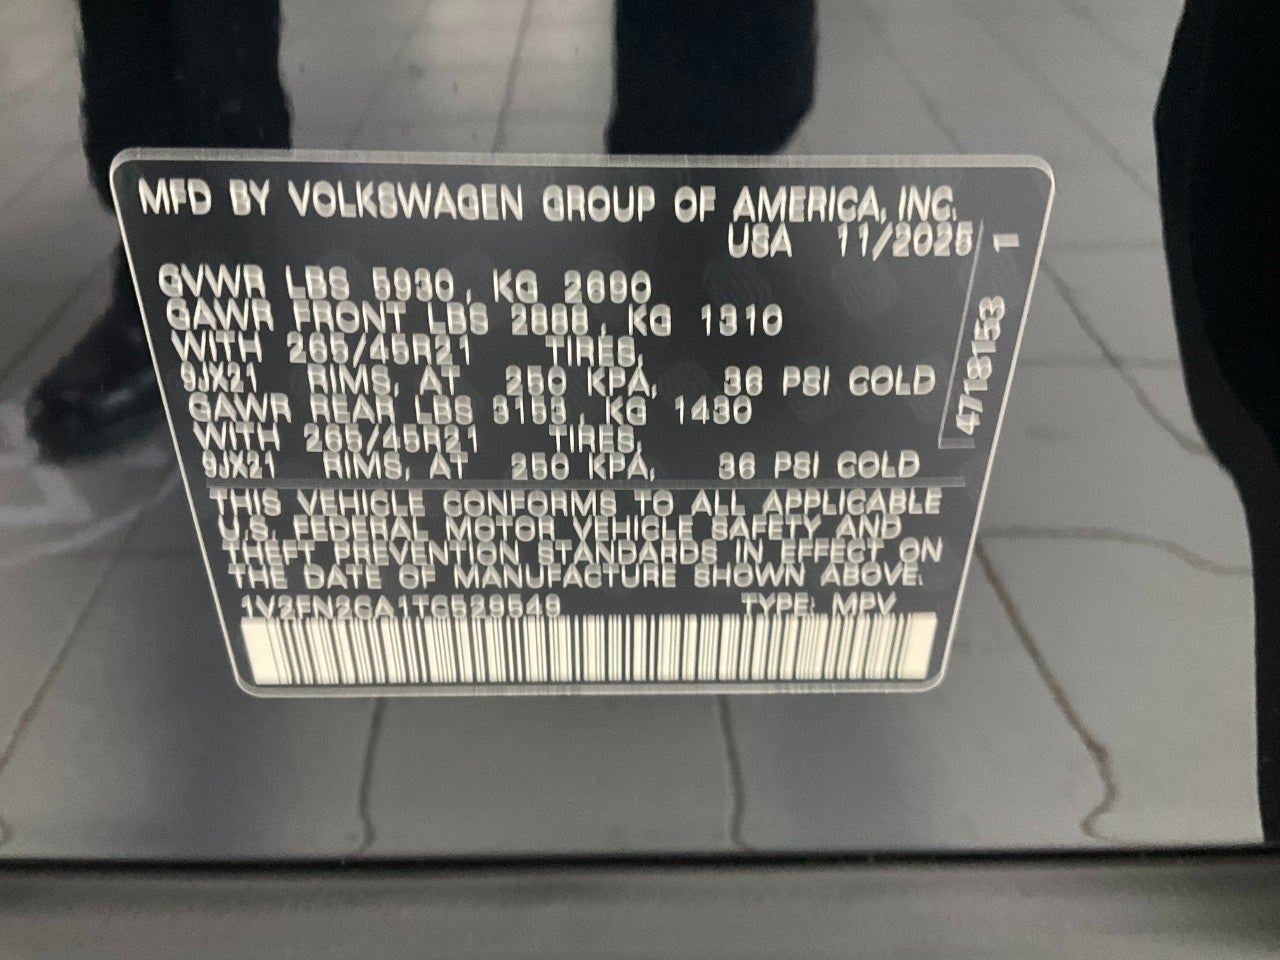 MFD BY VOLKSWAGEN GROUP OF AMERICA, INC.
USA 11/2025
GVWR LBS 5930, KG 2690
GAWR FRONT LBS 2888, KG 1310
WITH 265/45R21 TIRES,
9JX21 RIMS, AT 250 KPA, 36 PSI COLD
GAWR REAR LBS 3153, KG 1430
WITH 265/45R21 TIRES,
9JX21 RIMS, AT 250 KPA, 36 PSI COLD
4718153 1
THIS VEHICLE CONFORMS TO ALL APPLICABLE
U.S. FEDERAL MOTOR VEHICLE SAFETY AND
THEFT PREVENTION STANDARDS IN EFFECT ON
THE DATE OF MANUFACTURE SHOWN ABOVE.
1V2FN2CA1TC529549 TYPE: MPV